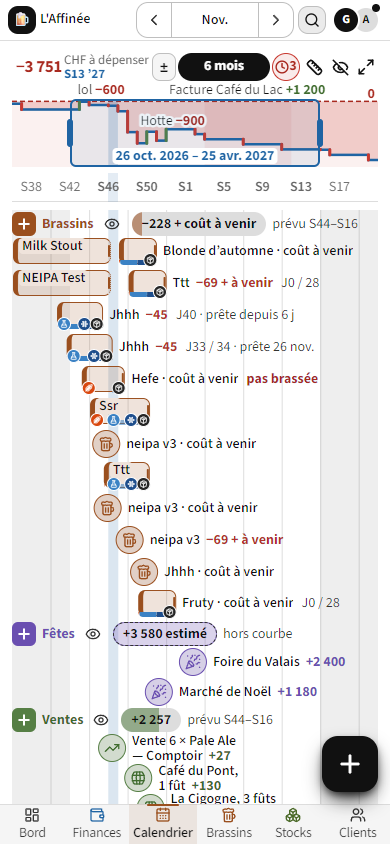 L'Affinée
Nov.
G
A
−3 751
CHF à dépenser
S13 ’27
±
6 mois
3
lol −600
Facture Café du Lac +1 200
0
Hotte −900
26 oct. 2026 – 25 avr. 2027
S38 S42 S46 S50 S1 S5 S9 S13 S17
Brassins
−228 + coût à venir
prévu S44–S16
Milk Stout
Blonde d’automne · coût à venir
NEIPA Test
Ttt −69 + à venir J0 / 28
Jhhh −45 J40 · prête depuis 6 j
Jhhh −45 J33 / 34 · prête 26 nov.
Hefe · coût à venir pas brassée
Ssr
neipa v3 · coût à venir
Ttt
neipa v3 · coût à venir
neipa v3 −69 + à venir
Jhhh · coût à venir
Fruty · coût à venir J0 / 28
Fêtes
+3 580 estimé
hors courbe
Foire du Valais +2 400
Marché de Noël +1 180
Ventes
+2 257
prévu S44–S16
Vente 6 × Pale Ale
— Comptoir +27
Café du Pont,
1 fût +130
La Cigogne, 3 fûts
Bord
Finances
Calendrier
Brassins
Stocks
Clients